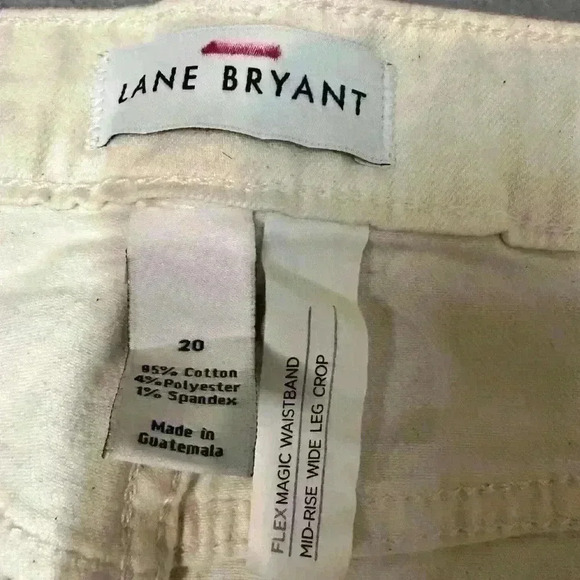 LANE BRYANT
20
95% Cotton
4% Polyester
1% Spandex
Made in
Guatemala
FLEX MAGIC WAISTBAND
MID-RISE WIDE LEG CROP